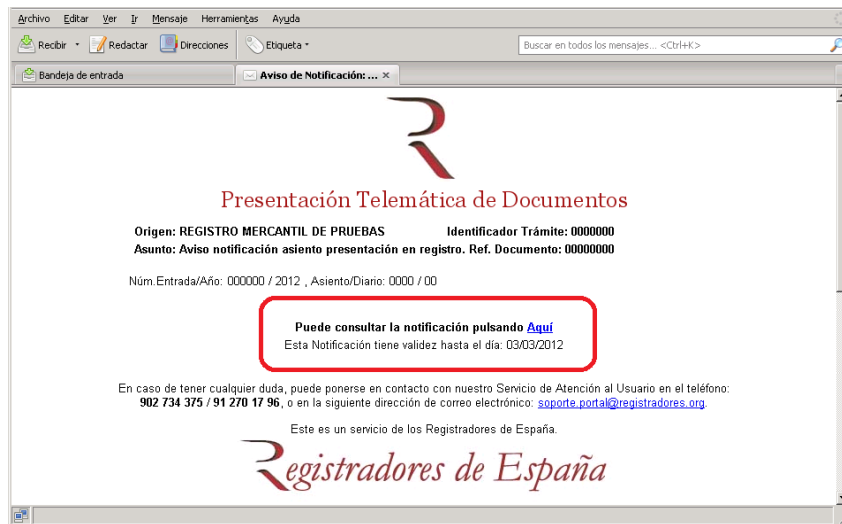 Archivo Editar Ver Ir Mensaje Herramientas Ayuda
Recibir Redactar Direcciones Etiqueta Buscar en todos los mensajes... <Ctrl+K>
Bandeja de entrada Aviso de Notificación: ... ×
R
Presentación Telemática de Documentos
Origen: REGISTRO MERCANTIL DE PRUEBAS Identificador Trámite: 0000000
Asunto: Aviso notificación asiento presentación en registro. Ref. Documento: 00000000
Núm.Entrada/Año: 000000 / 2012 , Asiento/Diario: 0000 / 00
Puede consultar la notificación pulsando Aquí
Esta Notificación tiene validez hasta el día: 03/03/2012
En caso de tener cualquier duda, puede ponerse en contacto con nuestro Servicio de Atención al Usuario en el teléfono:
902 734 375 / 91 270 17 96, o en la siguiente dirección de correo electrónico: soporte.portal@registradores.org.
Este es un servicio de los Registradores de España.
Registradores de España